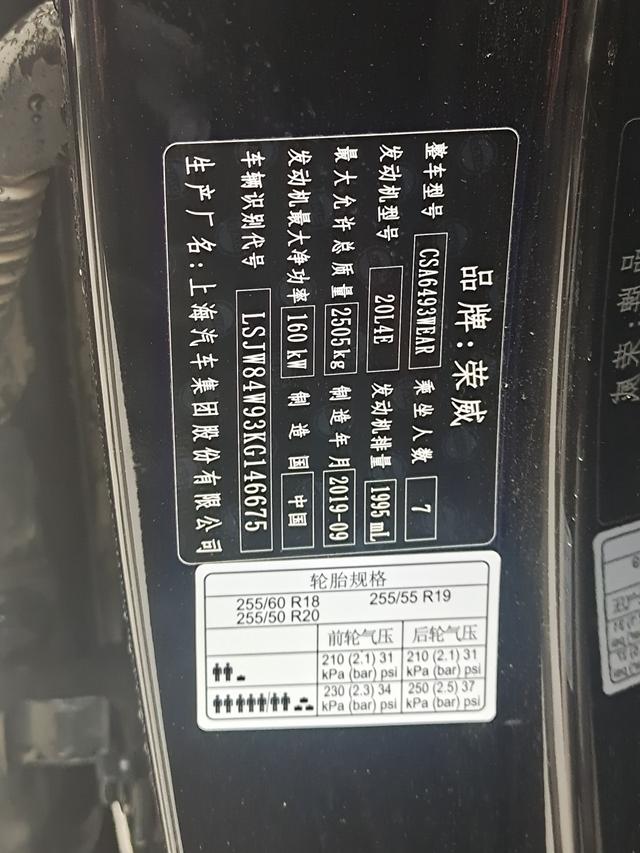 品牌:荣威
整车型号 CSA6493WEAR 乘坐人数 7
发动机型号 20L4E 发动机排量 1995 mL
最大允许总质量 2505kg 制造年月 2019-09
发动机最大净功率 160 kW 制造国 中国
车辆识别代号 LSJW84W93KG146675
生产厂名:上海汽车集团股份有限公司
轮胎规格
255/60 R18 255/55 R19
255/50 R20
前轮气压 后轮气压
210 (2.1) 31 210 (2.1) 31
kPa (bar) psi kPa (bar) psi
230 (2.3) 34 250 (2.5) 37
kPa (bar) psi kPa (bar) psi